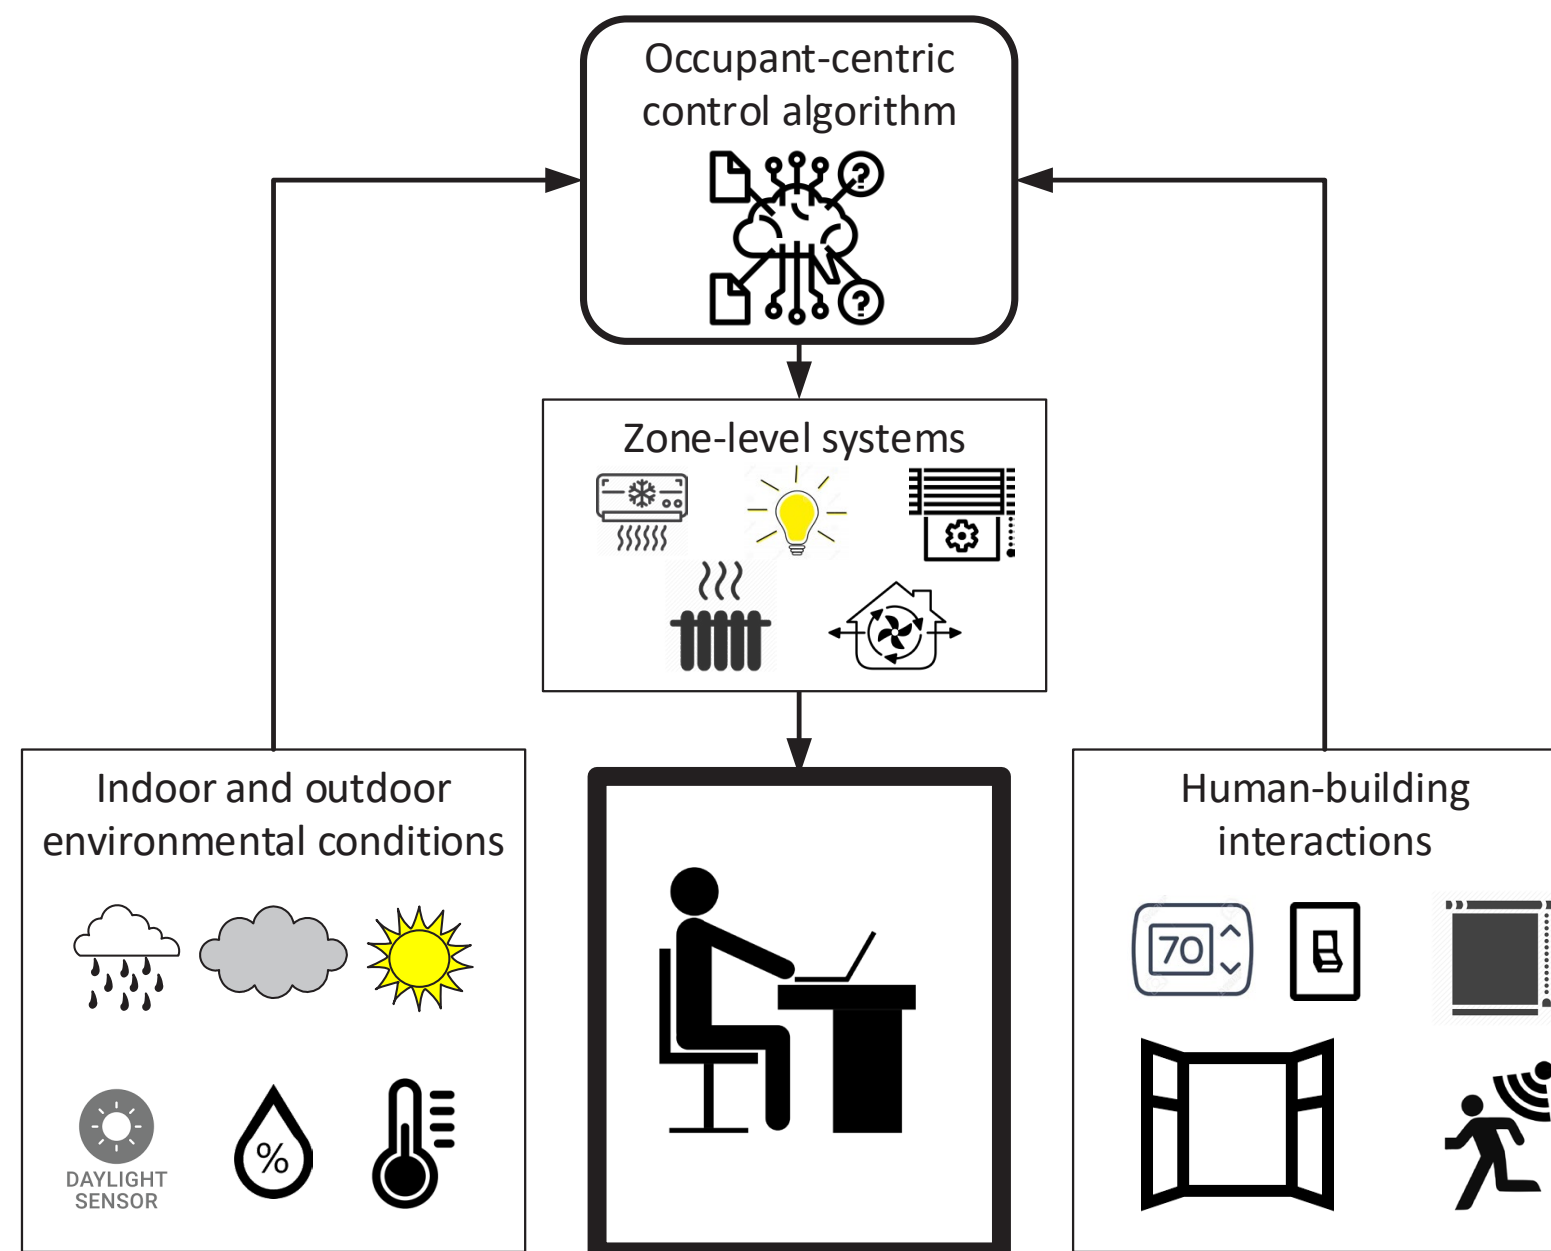 Occupant-centric
control algorithm
?
?
Zone-level systems
Indoor and outdoor
environmental conditions
DAYLIGHT
SENSOR
%
Human-building
interactions
70